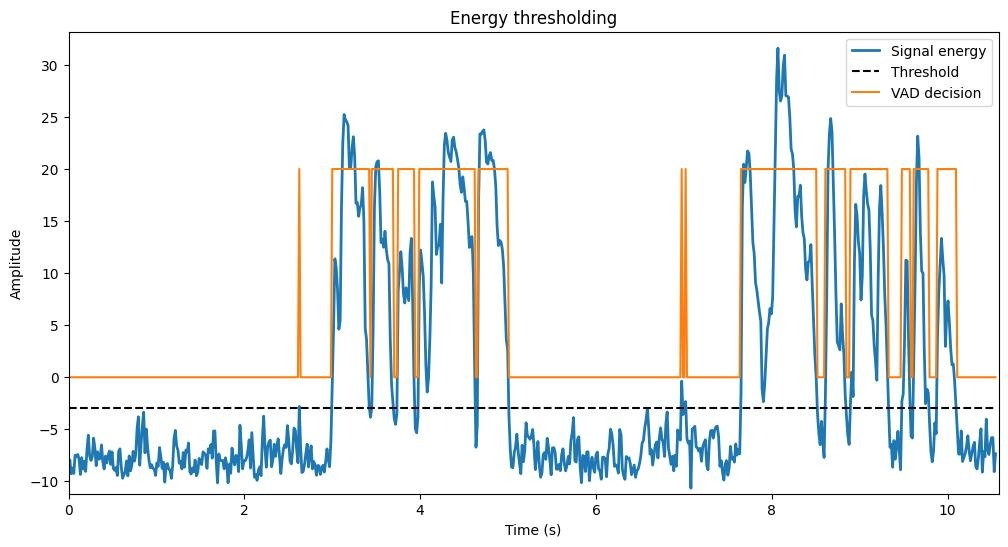 Energy thresholding
Signal energy
Threshold
VAD decision
Amplitude
30
25
20
15
10
5
0
−5
−10
0 2 4 6 8 10
Time (s)